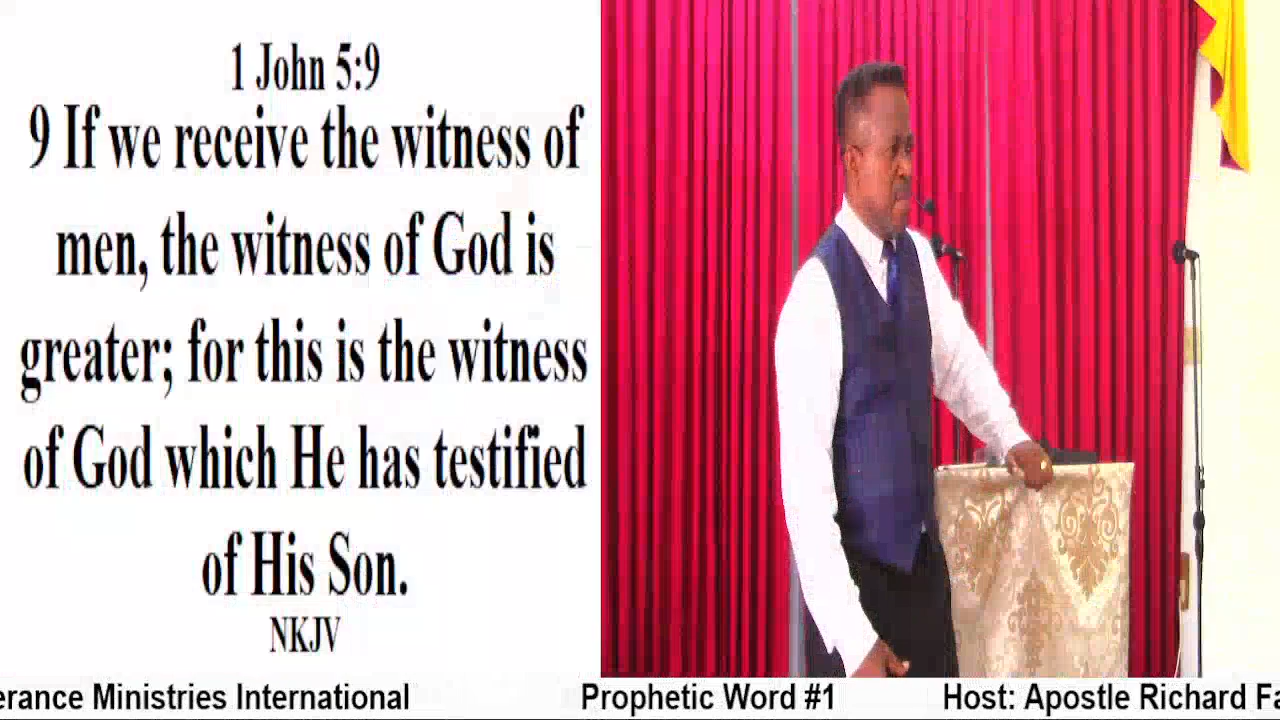 1 John 5:9
9 If we receive the witness of
men, the witness of God is
greater; for this is the witness
of God which He has testified
of His Son.
NKJV
Ministries International Prophetic Word #1 Host: Apostle Richard